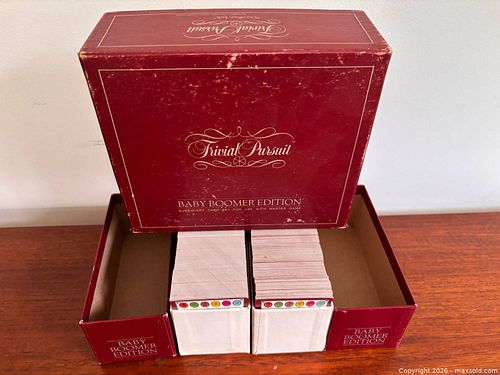 Trivial Pursuit
Trivial Pursuit
BABY BOOMER EDITION
SUBSIDIARY CARD SET FOR USE WITH MASTER GAME
BABY
BOOMER
EDITION
BABY
BOOMER
EDITION
Copyright 2026 - maxsold.com